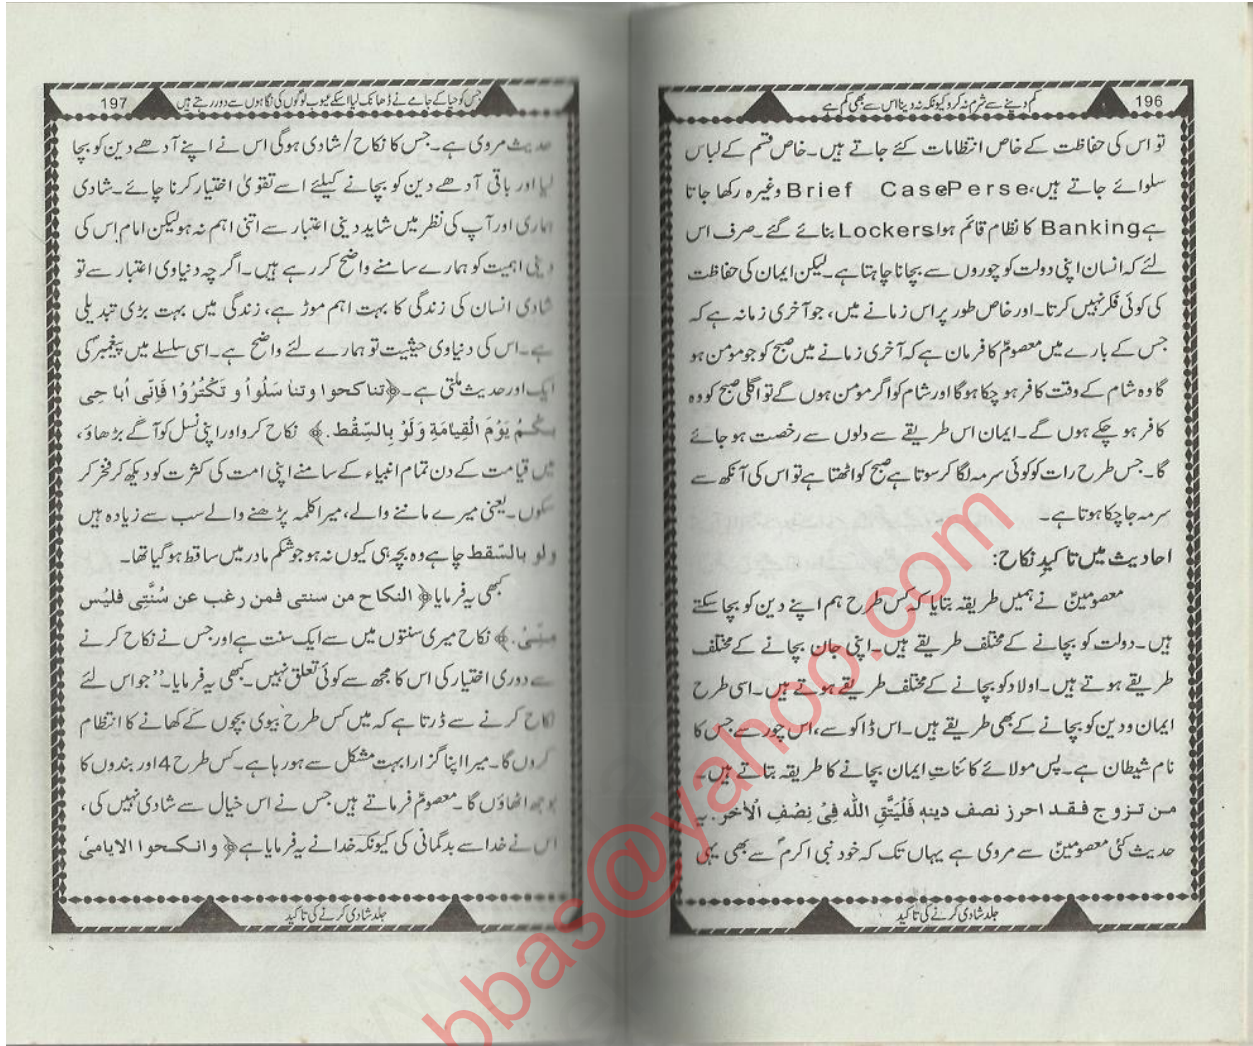 196
کم دینے سے شرم نہ کرو کیونکہ نہ دینا اس سے بھی کم ہے
تو اس کی حفاظت کے خاص انتظامات کئے جاتے ہیں۔ خاص قسم کے لباس
سلوائے جاتے ہیں، Brief Case Perse وغیرہ رکھا جاتا
ہے Banking کا نظام قائم ہوا Lockers بنائے گئے۔ صرف اس
لئے کہ انسان اپنی دولت کو چوروں سے بچانا چاہتا ہے۔ لیکن ایمان کی حفاظت
کی کوئی فکر نہیں کرتا۔ اور خاص طور پر اس زمانے میں، جو آخری زمانہ ہے کہ
جس کے بارے میں معصومؑ کا فرمان ہے کہ آخری زمانے میں صبح کو جو مومن ہو
گا وہ شام کے وقت کافر ہو چکا ہوگا اور شام کو اگر مومن ہوں گے تو اگلی صبح کو وہ
کافر ہو چکے ہوں گے۔ ایمان اس طریقے سے دلوں سے رخصت ہو جائے
گا۔ جس طرح رات کو کوئی سرمہ لگا کر سوتا ہے صبح کو اٹھتا ہے تو اس کی آنکھ سے
سرمہ جا چکا ہوتا ہے۔
احادیث میں تاکیدِ نکاح:
معصومینؑ نے ہمیں طریقہ بتایا کہ کس طرح ہم اپنے دین کو بچا سکتے
ہیں۔ دولت کو بچانے کے مختلف طریقے ہیں۔ اپنی جان بچانے کے مختلف
طریقے ہوتے ہیں۔ اولاد کو بچانے کے مختلف طریقے ہوتے ہیں۔ اسی طرح
ایمان و دین کو بچانے کے بھی طریقے ہیں۔ اس ڈاکو سے، اس چور سے جس کا
نام شیطان ہے۔ پس مولائے کائناتؑ ایمان بچانے کا طریقہ بتاتے ہیں۔
من تزوج فقد احرز نصف دینہ فَلْیَتَّقِ اللہ فِیْ نِصْفِ الْاٰخر. یہ
حدیث کئی معصومینؑ سے مروی ہے یہاں تک کہ خود نبی اکرمؐ سے بھی یہی
جلد شادی کرنے کی تاکید
197
جس کو حیا کے جامے نے ڈھانک لیا اسکے عیوب لوگوں کی نگاہوں سے دور رہتے ہیں
حدیث مروی ہے۔ جس کا نکاح/شادی ہوگی اس نے اپنے آدھے دین کو بچا
لیا اور باقی آدھے دین کو بچانے کیلئے اسے تقویٰ اختیار کرنا چاہئے۔ شادی
ہماری اور آپ کی نظر میں شاید دینی اعتبار سے اتنی اہم نہ ہو لیکن امامؑ اس کی
دینی اہمیت کو ہمارے سامنے واضح کر رہے ہیں۔ اگر چہ دنیاوی اعتبار سے تو
شادی انسان کی زندگی کا بہت اہم موڑ ہے، زندگی میں بہت بڑی تبدیلی
ہے۔ اس کی دنیاوی حیثیت تو ہمارے لئے واضح ہے۔ اسی سلسلے میں پیغمبرؐ کی
ایک اور حدیث ملتی ہے۔ ﴿تناکحوا وتناسَلُواْ و تَکْثُرُوْا فَاِنّی اُباہِی
بِکُمُ یَوْمَ الْقِیامَةِ وَلَوْ بِالسِّقْط.﴾ نکاح کرو اور اپنی نسل کو آگے بڑھاؤ،
میں قیامت کے دن تمام انبیاء کے سامنے اپنی امت کی کثرت کو دیکھ کر فخر کر
سکوں۔ یعنی میرے ماننے والے، میرا کلمہ پڑھنے والے سب سے زیادہ ہیں
ولو بالسّقط چاہے وہ بچہ ہی کیوں نہ ہو جو شکم مادر میں ساقط ہو گیا تھا۔
کبھی یہ فرمایا ﴿النکاح من سنتی فمن رغب عن سُنَّتِی فلیْس
مِنّیْ.﴾ نکاح میری سنتوں میں سے ایک سنت ہے اور جس نے نکاح کرنے
سے دوری اختیار کی اس کا مجھ سے کوئی تعلق نہیں۔ کبھی یہ فرمایا۔ ”جو اس لئے
نکاح کرنے سے ڈرتا ہے کہ میں کس طرح بیوی بچوں کے کھانے کا انتظام
کروں گا۔ میرا اپنا گزارا بہت مشکل سے ہو رہا ہے۔ کس طرح 4 اور بندوں کا
بوجھ اٹھاؤں گا۔ معصومؑ فرماتے ہیں جس نے اس خیال سے شادی نہیں کی،
اس نے خدا سے بدگمانی کی کیونکہ خدا نے یہ فرمایا ہے ﴿وانکحوا الایامیٰ
جلد شادی کرنے کی تاکید
bbas@yahoo.com